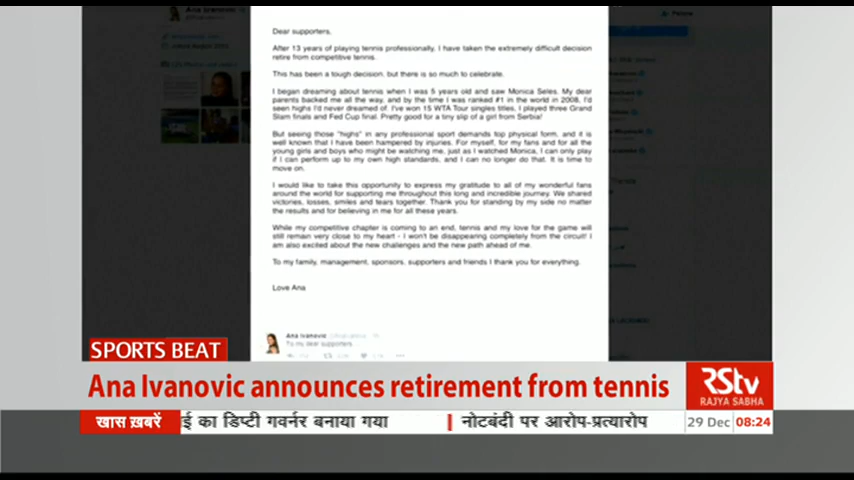 Ana Ivanovic
Dear supporters,
After 13 years of playing tennis professionally, I have taken the extremely difficult decision
retire from competitive tennis.
This has been a tough decision, but there is so much to celebrate.
I began dreaming about tennis when I was 5 years old and saw Monica Seles. My dear
parents backed me all the way, and by the time I was ranked #1 in the world in 2008, I'd
seen highs I'd never dreamed of. I've won 15 WTA Tour singles titles, I played three Grand
Slam finals and Fed Cup final. Pretty good for a tiny slip of a girl from Serbia!
But seeing those "highs" in any professional sport demands top physical form, and it is
well known that I have been hampered by injuries. For myself, for my fans and for all the
young girls and boys who might be watching me, just as I watched Monica, I can only play
if I can perform up to my own high standards, and I can no longer do that. It is time to
move on.
I would like to take this opportunity to express my gratitude to all of my wonderful fans
around the world for supporting me throughout this long and incredible journey. We shared
victories, losses, smiles and tears together. Thank you for standing by my side no matter
the results and for believing in me for all these years.
While my competitive chapter is coming to an end, tennis and my love for the game will
still remain very close to my heart - I won't be disappearing completely from the circuit! I
am also excited about the new challenges and the new path ahead of me.
To my family, management, sponsors, supporters and friends I thank you for everything.
Love Ana
Ana Ivanovic
To my dear supporters
SPORTS BEAT
Ana Ivanovic announces retirement from tennis
RSTV
RAJYA SABHA
खास ख़बरें ई का डिप्टी गवर्नर बनाया गया | नोटबंदी पर आरोप-प्रत्यारोप 29 Dec 08:24